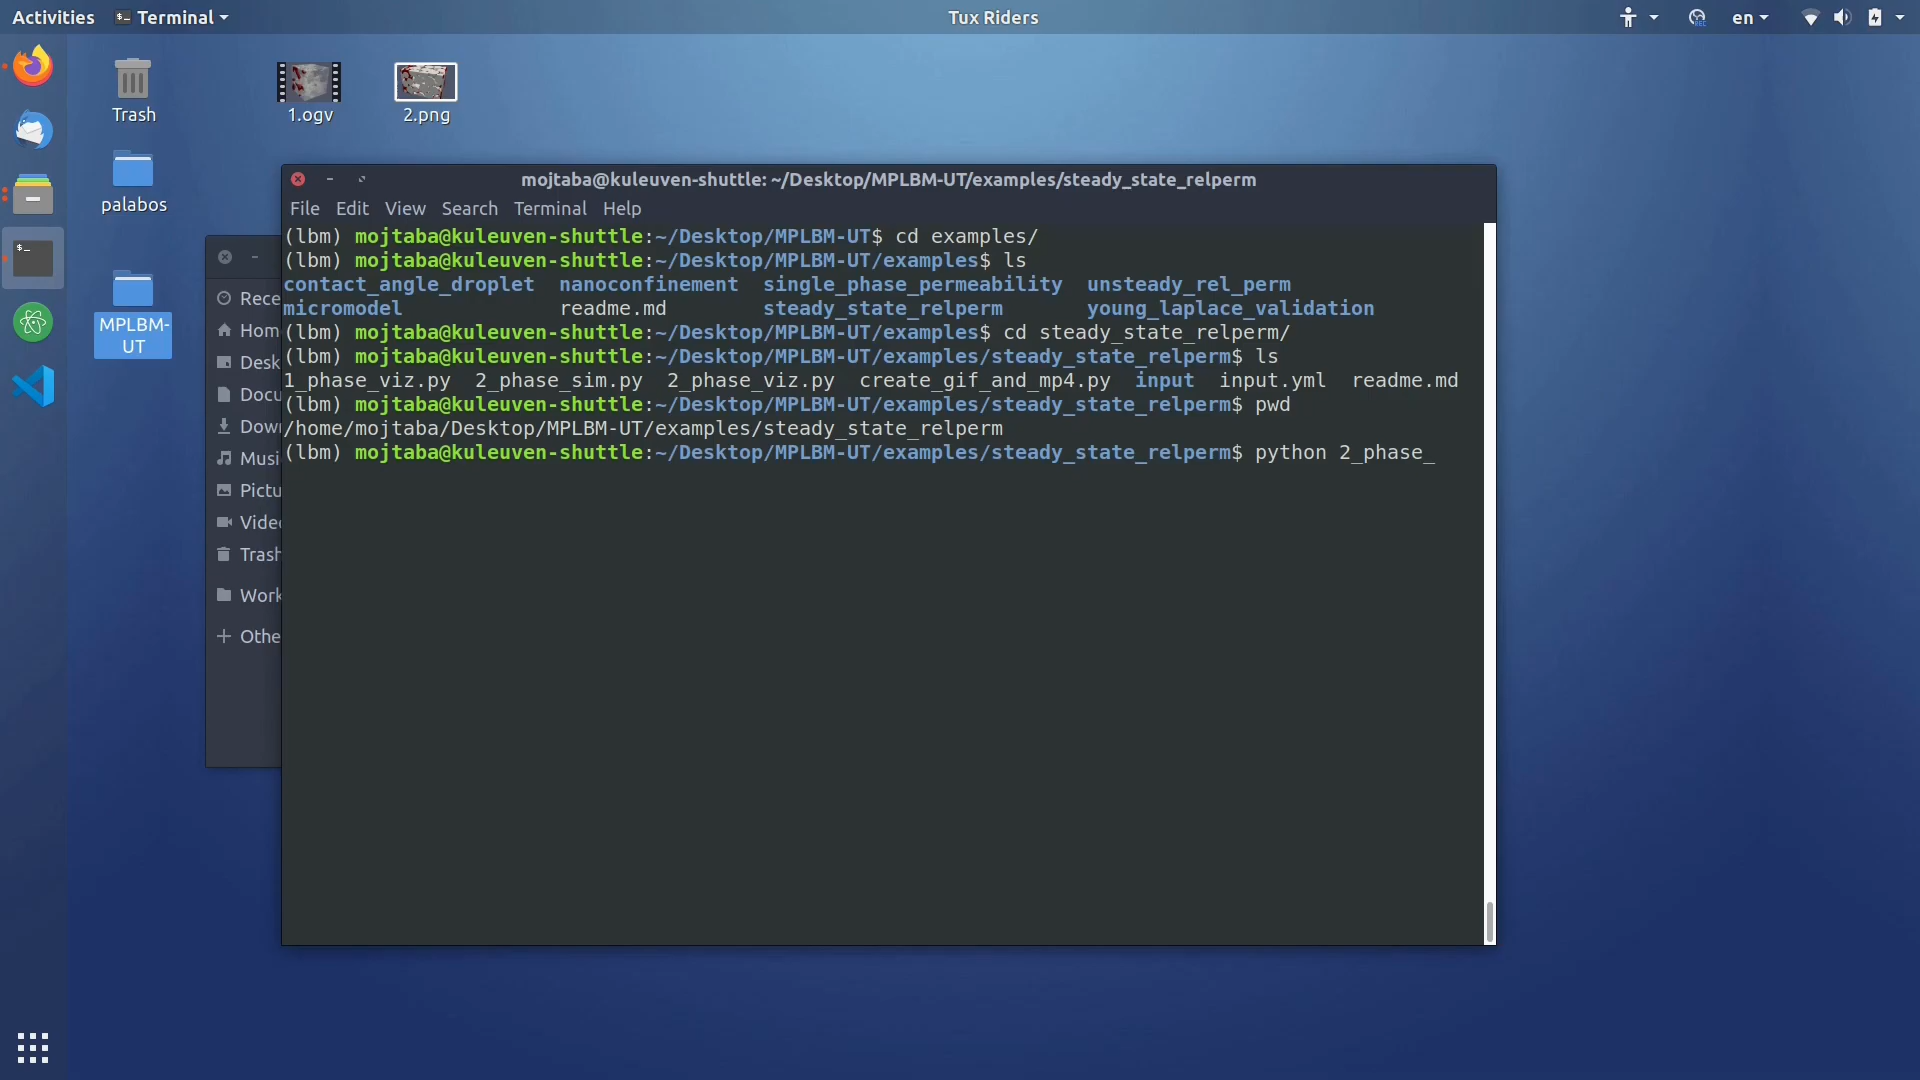 Activities Terminal Tux Riders en
Trash
1.ogv
2.png
palabos
MPLBM-
UT
mojtaba@kuleuven-shuttle: ~/Desktop/MPLBM-UT/examples/steady_state_relperm
File Edit View Search Terminal Help
(lbm) mojtaba@kuleuven-shuttle:~/Desktop/MPLBM-UT$ cd examples/
(lbm) mojtaba@kuleuven-shuttle:~/Desktop/MPLBM-UT/examples$ ls
contact_angle_droplet nanoconfinement single_phase_permeability unsteady_rel_perm
micromodel readme.md steady_state_relperm young_laplace_validation
(lbm) mojtaba@kuleuven-shuttle:~/Desktop/MPLBM-UT/examples$ cd steady_state_relperm/
(lbm) mojtaba@kuleuven-shuttle:~/Desktop/MPLBM-UT/examples/steady_state_relperm$ ls
1_phase_viz.py 2_phase_sim.py 2_phase_viz.py create_gif_and_mp4.py input input.yml readme.md
(lbm) mojtaba@kuleuven-shuttle:~/Desktop/MPLBM-UT/examples/steady_state_relperm$ pwd
/home/mojtaba/Desktop/MPLBM-UT/examples/steady_state_relperm
(lbm) mojtaba@kuleuven-shuttle:~/Desktop/MPLBM-UT/examples/steady_state_relperm$ python 2_phase_
Rece
Hom
Desk
Docu
Dow
Musi
Pictu
Vide
Trash
Work
Othe